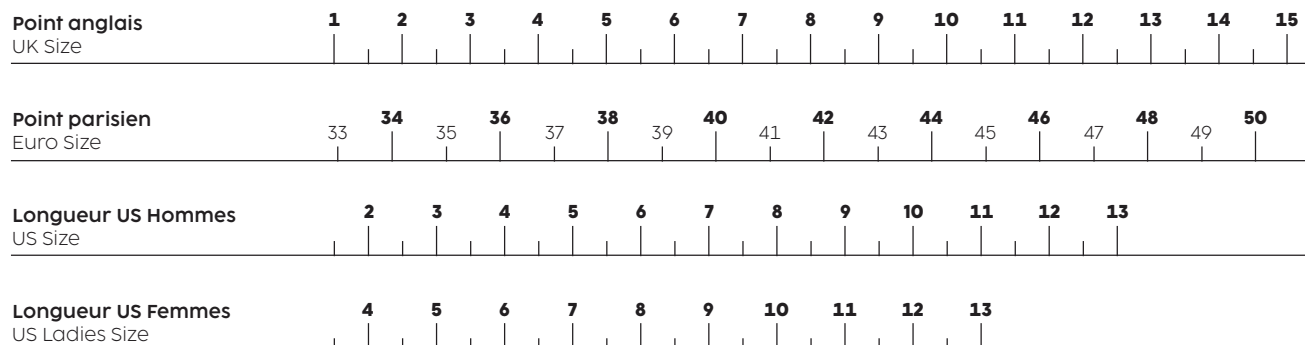 Point anglais 1 2 3 4 5 6 7 8 9 10 11 12 13 14 15
UK Size
Point parisien 33 34 35 36 37 38 39 40 41 42 43 44 45 46 47 48 49 50
Euro Size
Longueur US Hommes 2 3 4 5 6 7 8 9 10 11 12 13
US Size
Longueur US Femmes 4 5 6 7 8 9 10 11 12 13
US Ladies Size